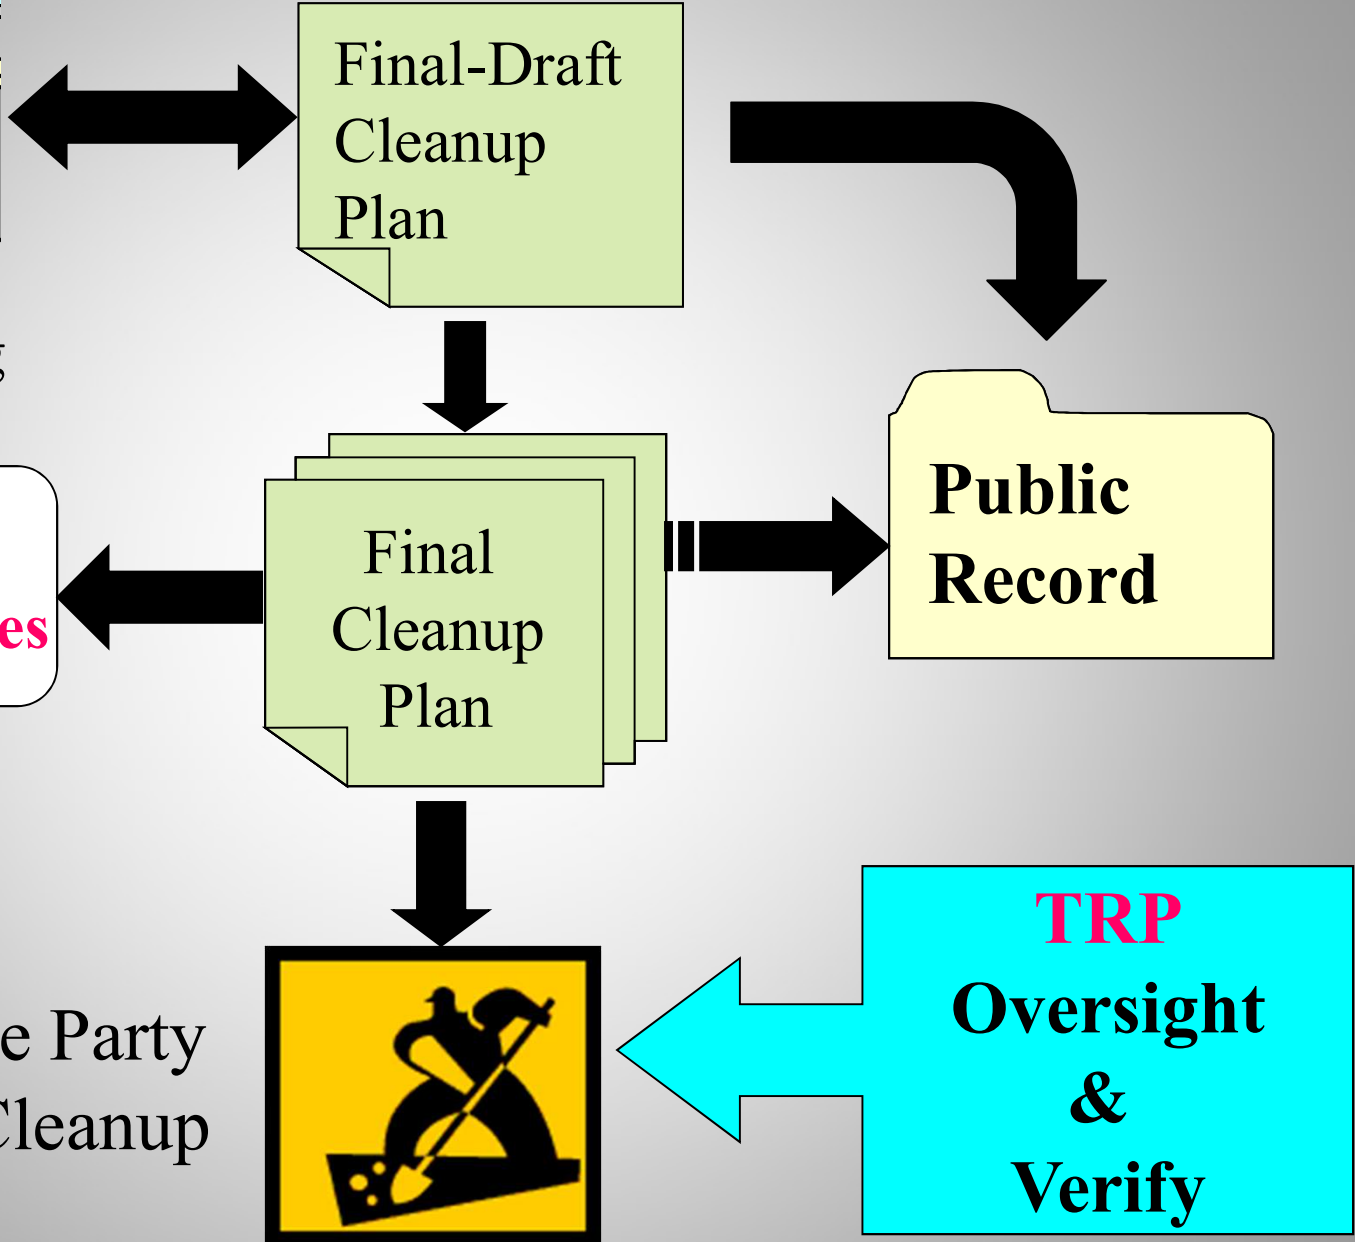 Final-Draft
Cleanup
Plan
Final
Cleanup
Plan
Public
Record
es
TRP
Oversight
&
Verify
e Party
Cleanup